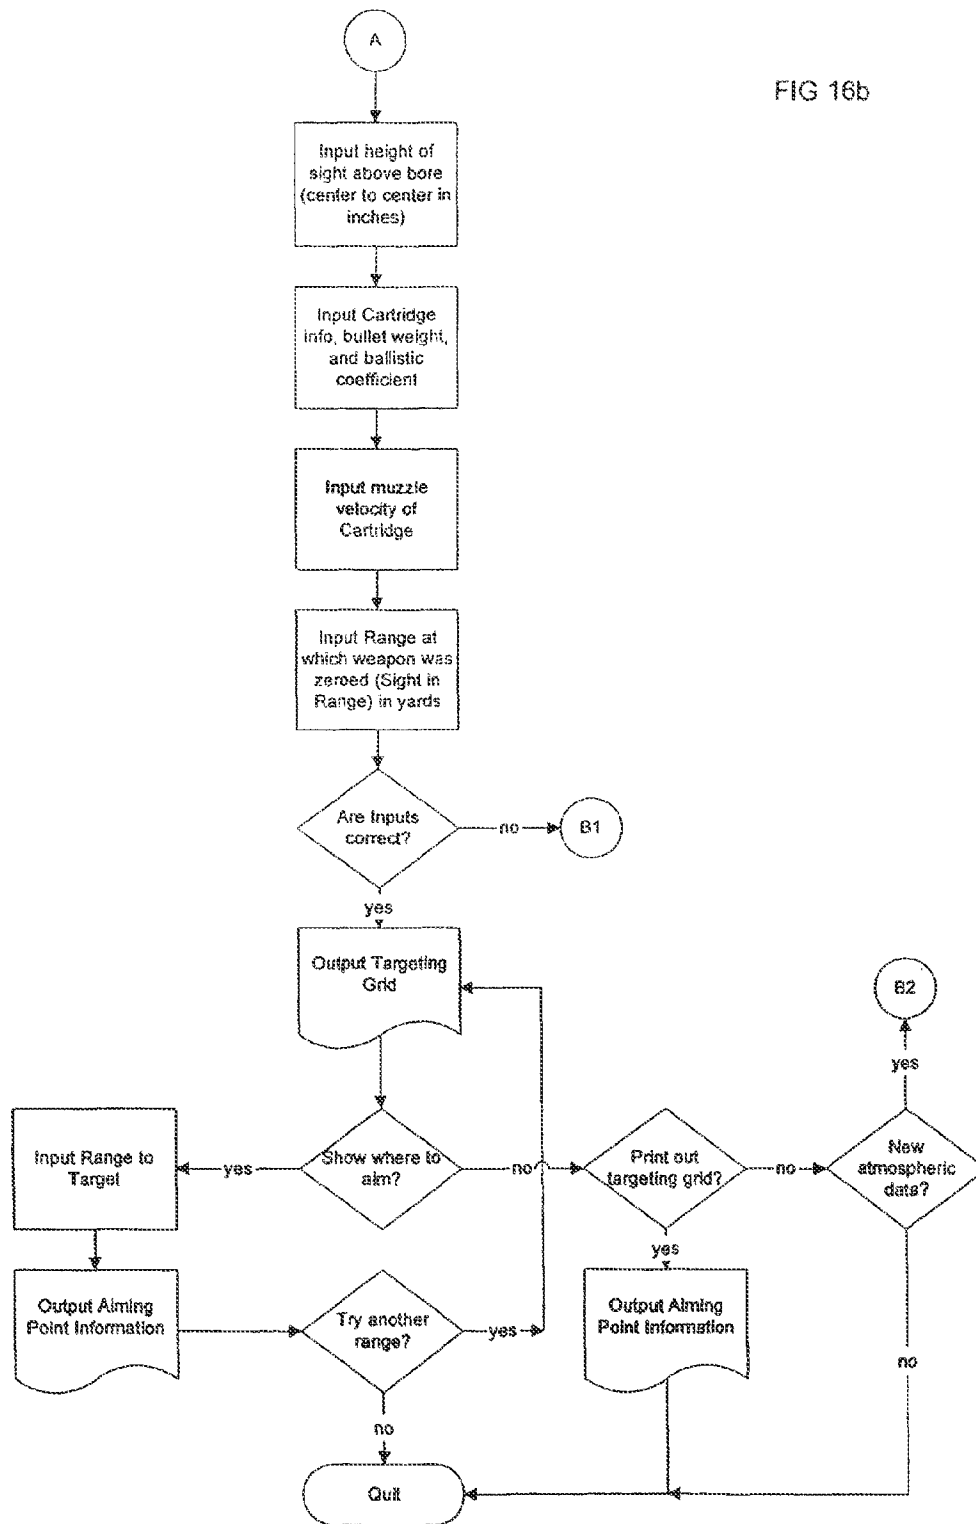 A
FIG 16b
Input height of
sight above bore
(center to center in
inches)
Input Cartridge
info, bullet weight,
and ballistic
coefficient
Input muzzle
velocity of
Cartridge
Input Range at
which weapon was
zeroed (Sight in
Range) in yards
Are Inputs
correct?
no
B1
yes
Output Targeting
Grid
B2
yes
Input Range to
Target
yes
Show where to
aim?
no
Print out
targeting grid?
no
New
atmospheric
data?
yes
Output Aiming
Point Information
Try another
range?
yes
Output Aiming
Point Information
no
no
Quit